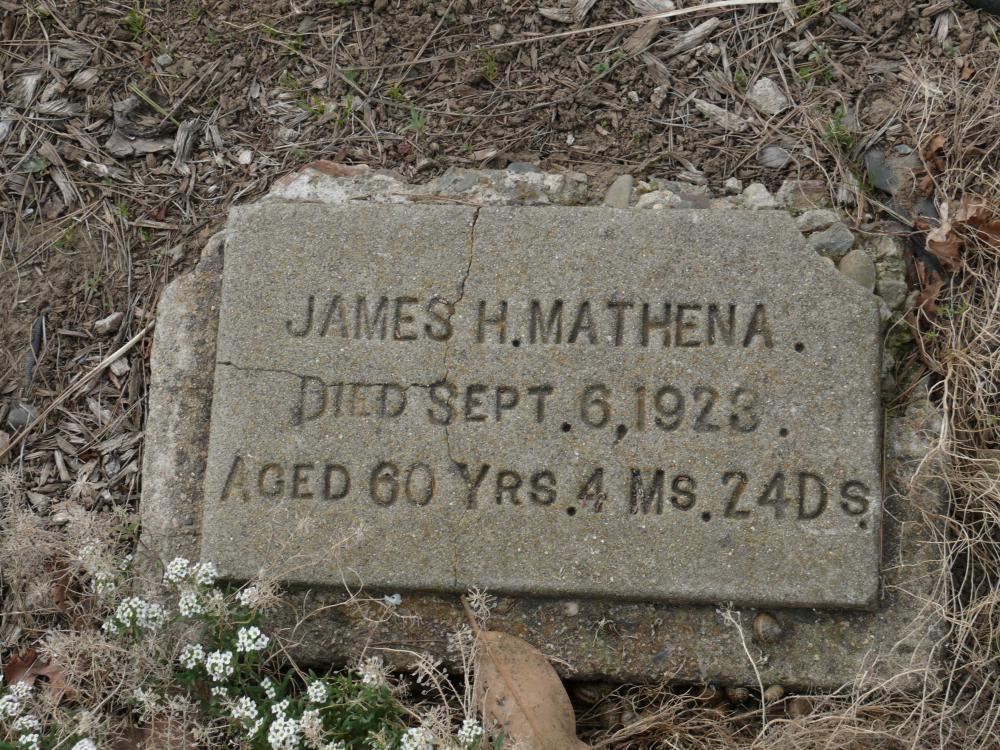 JAMES H. MATHENA.
DIED SEPT. 6, 1923.
AGED 60 YRS. 4 MS. 24 DS.